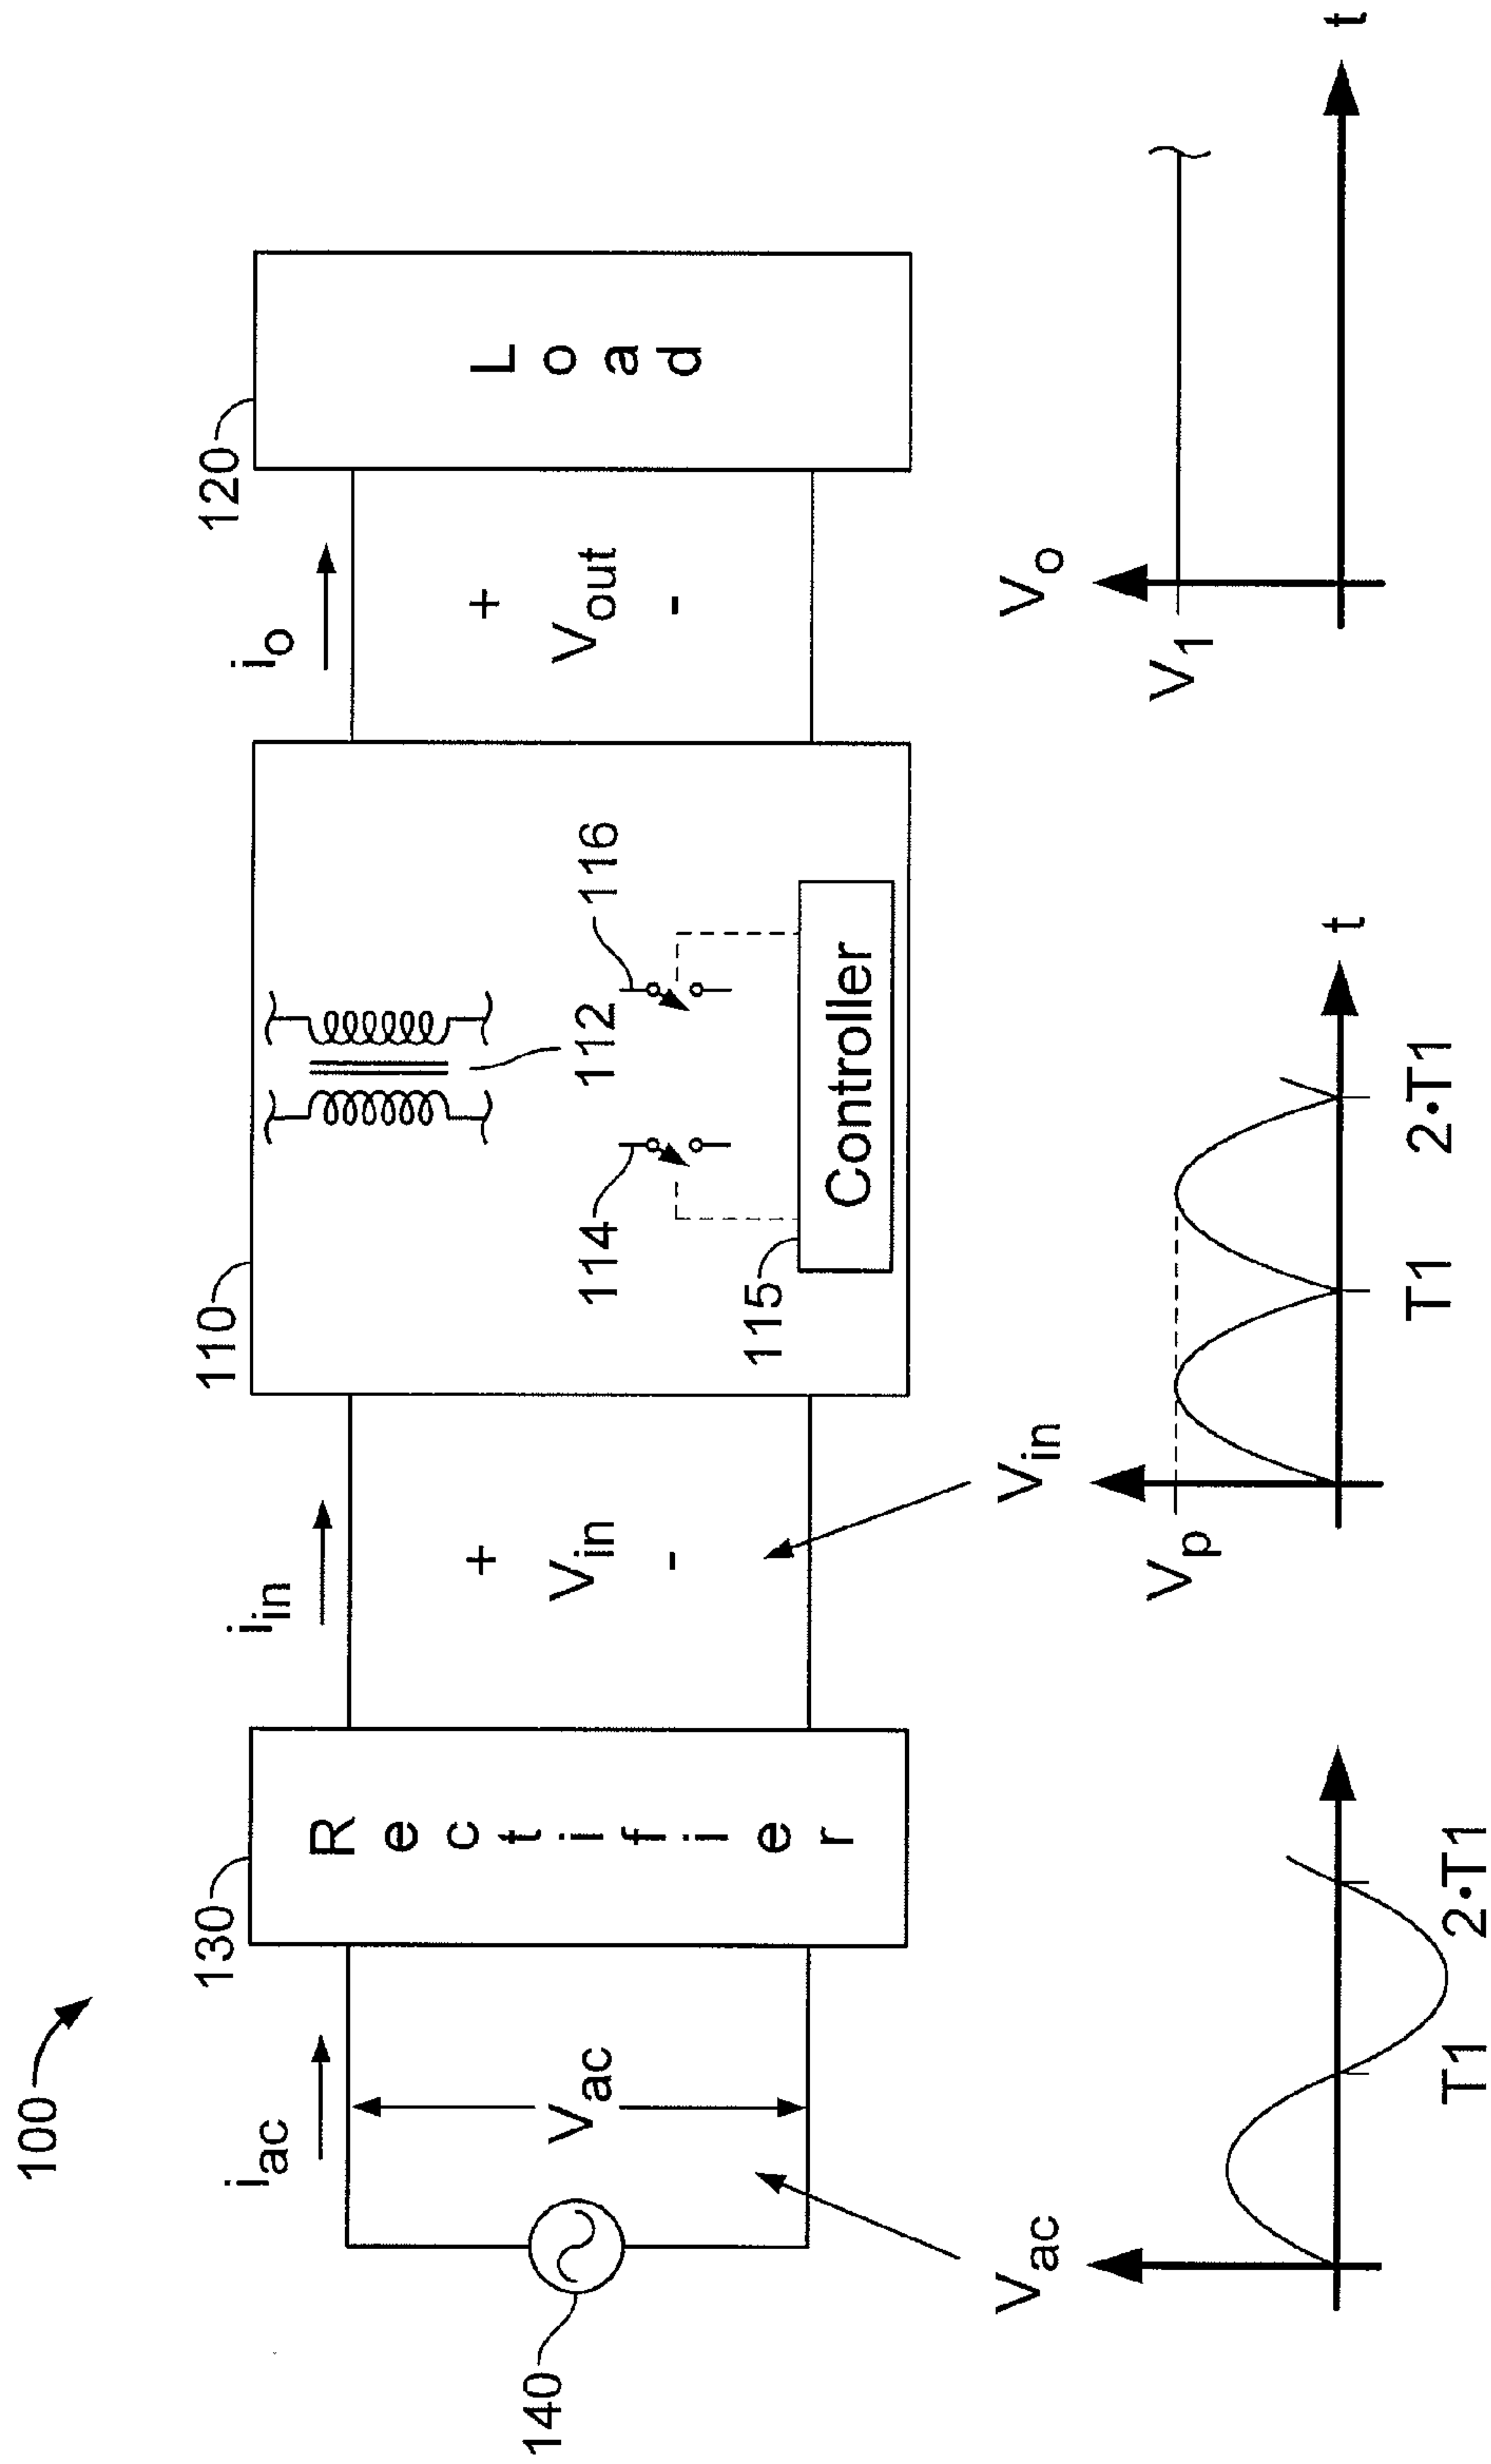 100
140
i_ac
V_ac
130
Rectifier
i_in
+
V_in
-
110
112
114
116
115
Controller
i_o
+
V_out
-
120
Load
V_ac
T1
2•T1
V_in
V_p
T1
2•T1
t
V_o
V_1
t